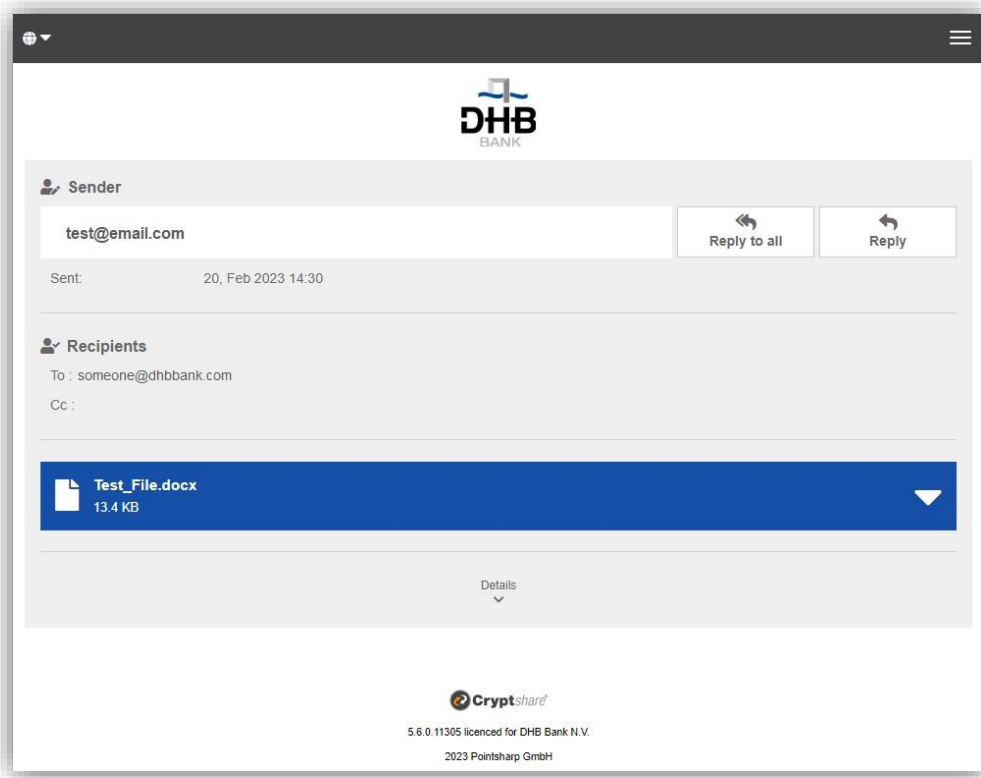 DHB
BANK
Sender
test@email.com
Reply to all
Reply
Sent: 20, Feb 2023 14:30
Recipients
To : someone@dhbbank.com
Cc :
Test_File.docx
13.4 KB
Details
Cryptshare
5.6.0.11305 licenced for DHB Bank N.V.
2023 Pointsharp GmbH